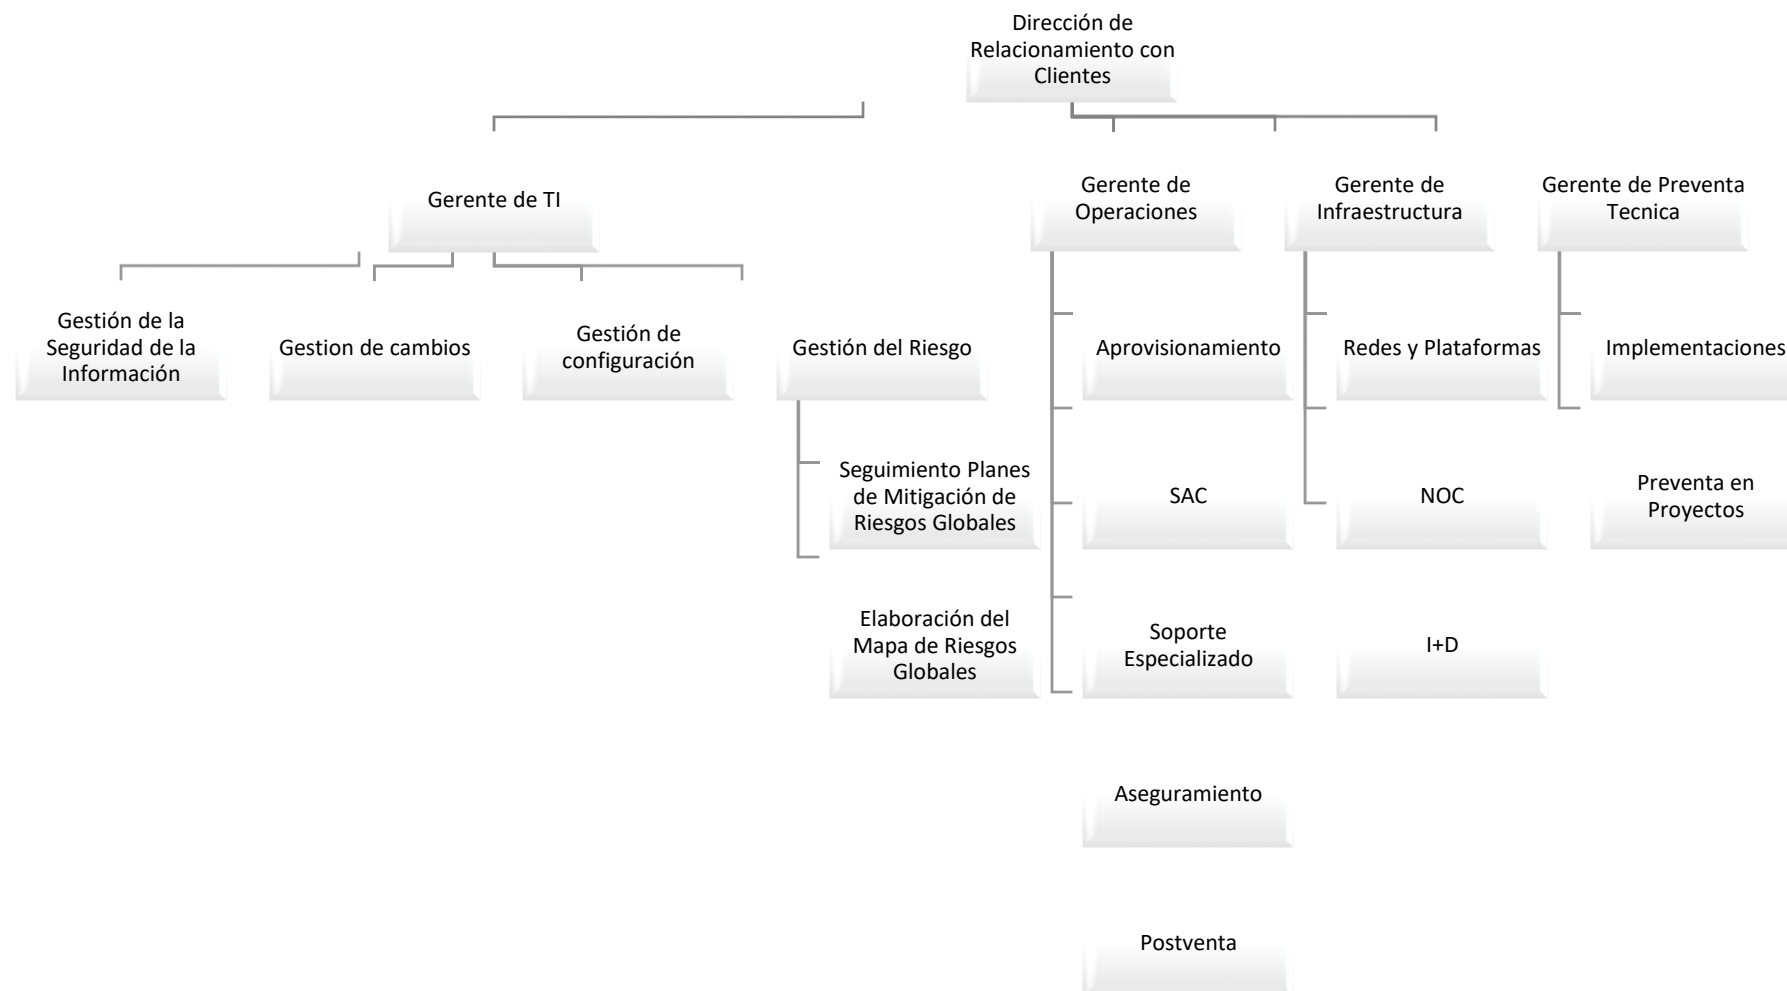 Dirección de
Relacionamiento con
Clientes
Gerente de TI
Gerente de
Operaciones
Gerente de
Infraestructura
Gerente de Preventa
Tecnica
Gestión de la
Seguridad de la
Información
Gestion de cambios
Gestión de
configuración
Gestión del Riesgo
Aprovisionamiento
Redes y Plataformas
Implementaciones
Seguimiento Planes
de Mitigación de
Riesgos Globales
SAC
NOC
Preventa en
Proyectos
Elaboración del
Mapa de Riesgos
Globales
Soporte
Especializado
I+D
Aseguramiento
Postventa